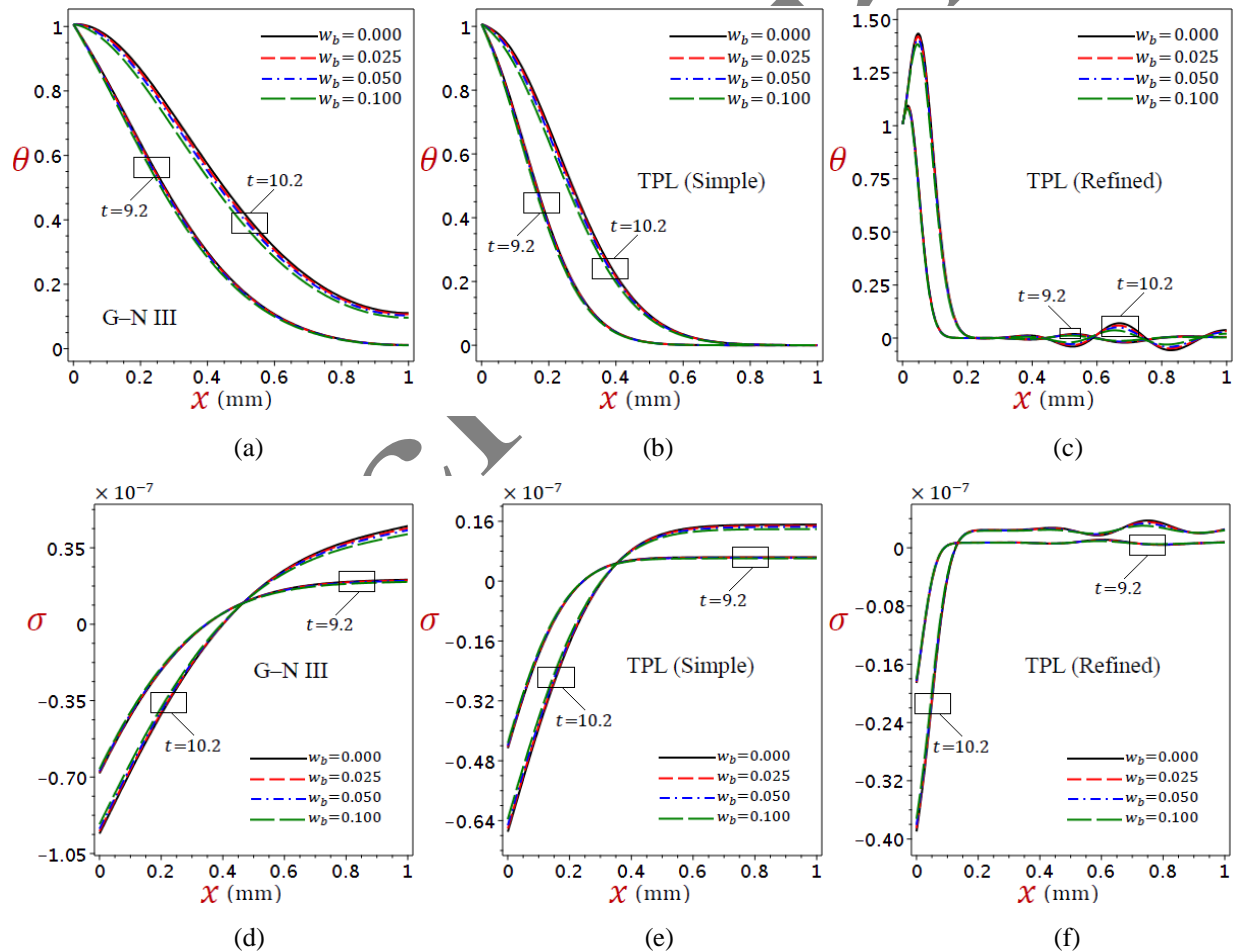 w_b=0.000
w_b=0.025
w_b=0.050
w_b=0.100
θ
1
0.8
0.6
0.4
0.2
0
t=10.2
t=9.2
G–N III
0 0.2 0.4 0.6 0.8 1
x (mm)
(a)
w_b=0.000
w_b=0.025
w_b=0.050
w_b=0.100
θ
1
0.8
0.6
0.4
0.2
0
TPL (Simple)
t=9.2
t=10.2
0 0.2 0.4 0.6 0.8 1
x (mm)
(b)
w_b=0.000
w_b=0.025
w_b=0.050
w_b=0.100
θ
1.50
1.25
1
0.75
0.50
0.25
0
TPL (Refined)
t=9.2
t=10.2
0 0.2 0.4 0.6 0.8 1
x (mm)
(c)
× 10⁻⁷
σ
0.35
0
−0.35
−0.70
−1.05
t=9.2
G–N III
t=10.2
w_b=0.000
w_b=0.025
w_b=0.050
w_b=0.100
0 0.2 0.4 0.6 0.8 1
x (mm)
(d)
× 10⁻⁷
σ
0.16
0
−0.16
−0.32
−0.48
−0.64
t=9.2
TPL (Simple)
t=10.2
w_b=0.000
w_b=0.025
w_b=0.050
w_b=0.100
0 0.2 0.4 0.6 0.8 1
x (mm)
(e)
× 10⁻⁷
σ
0
−0.08
−0.16
−0.24
−0.32
−0.40
t=9.2
TPL (Refined)
t=10.2
w_b=0.000
w_b=0.025
w_b=0.050
w_b=0.100
0 0.2 0.4 0.6 0.8 1
x (mm)
(f)